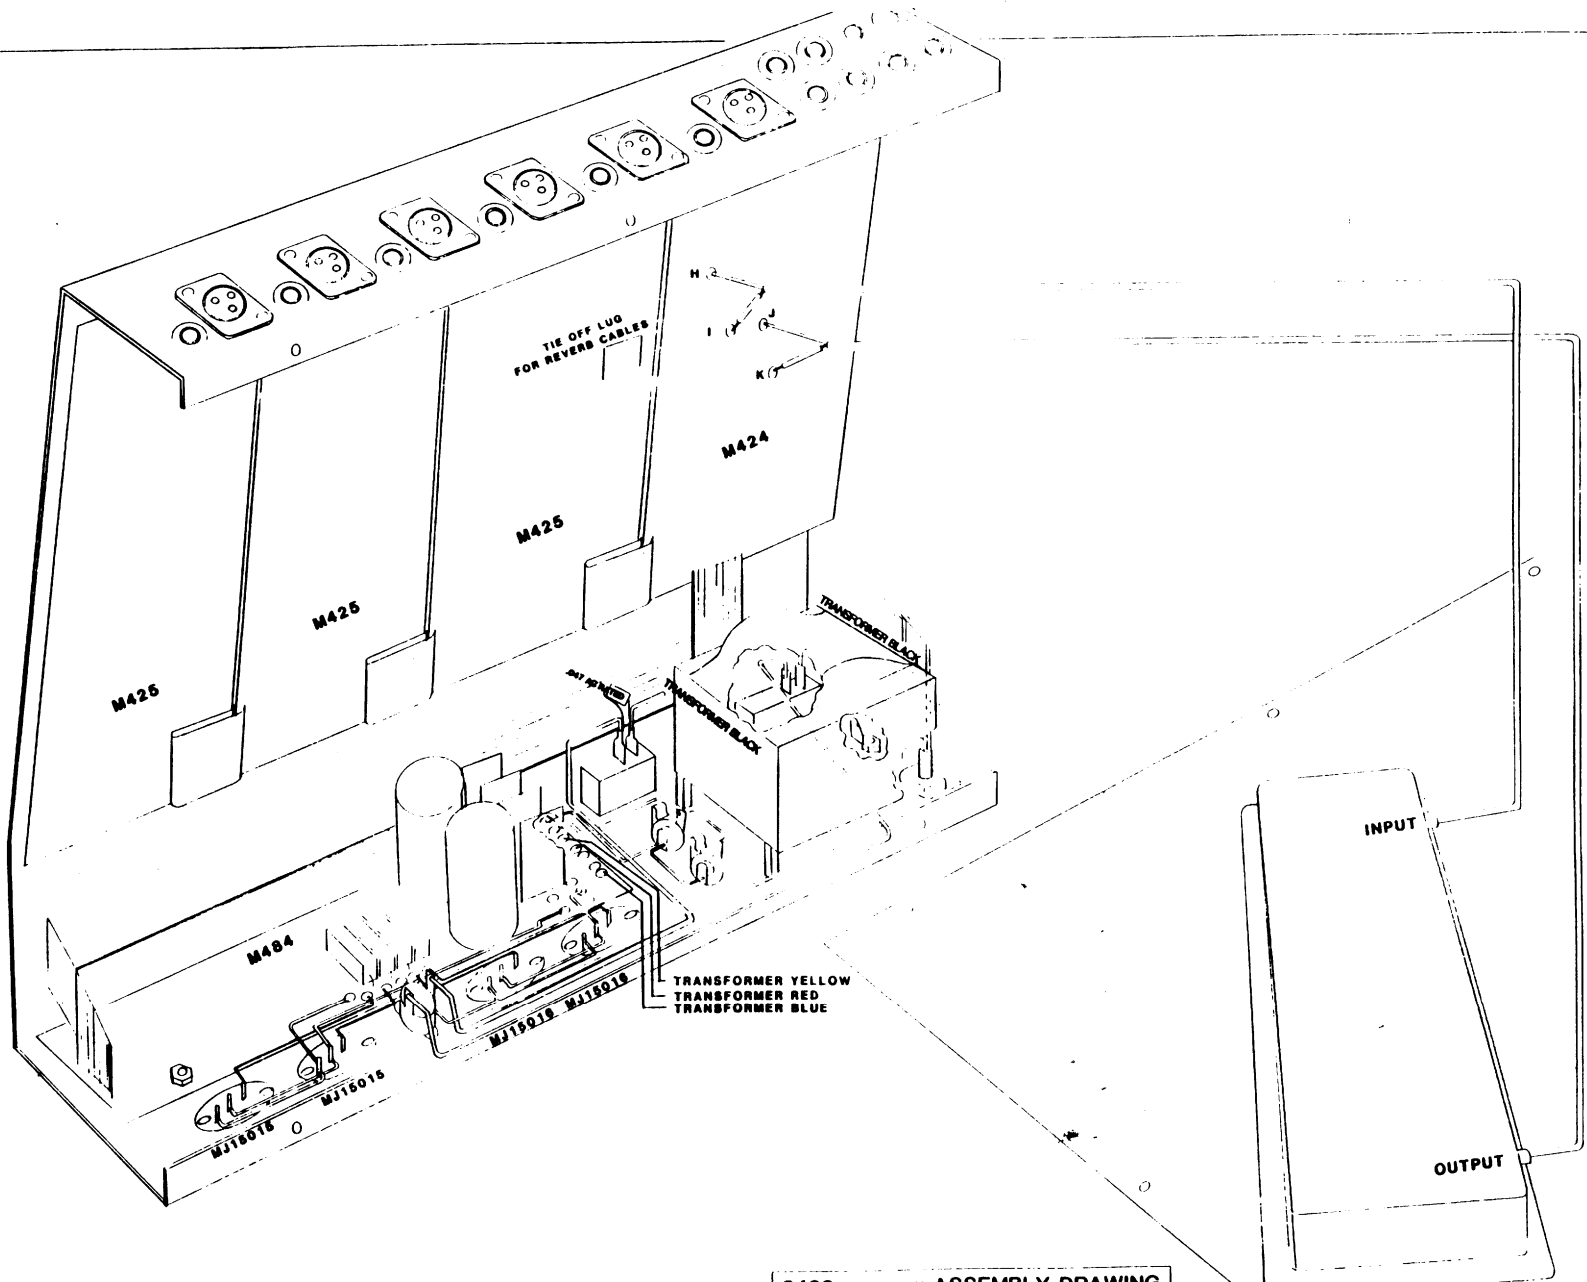 H
I
J
K
TIE OFF LUG
FOR REVERB CABLES
M424
M425
M425
M425
TRANSFORMER BLACK
TRANSFORMER BLACK
.047
INPUT
M484
TRANSFORMER YELLOW
TRANSFORMER RED
TRANSFORMER BLUE
MJ15016
MJ15016
MJ15015
MJ15015
OUTPUT
ASSEMBLY DRAWING